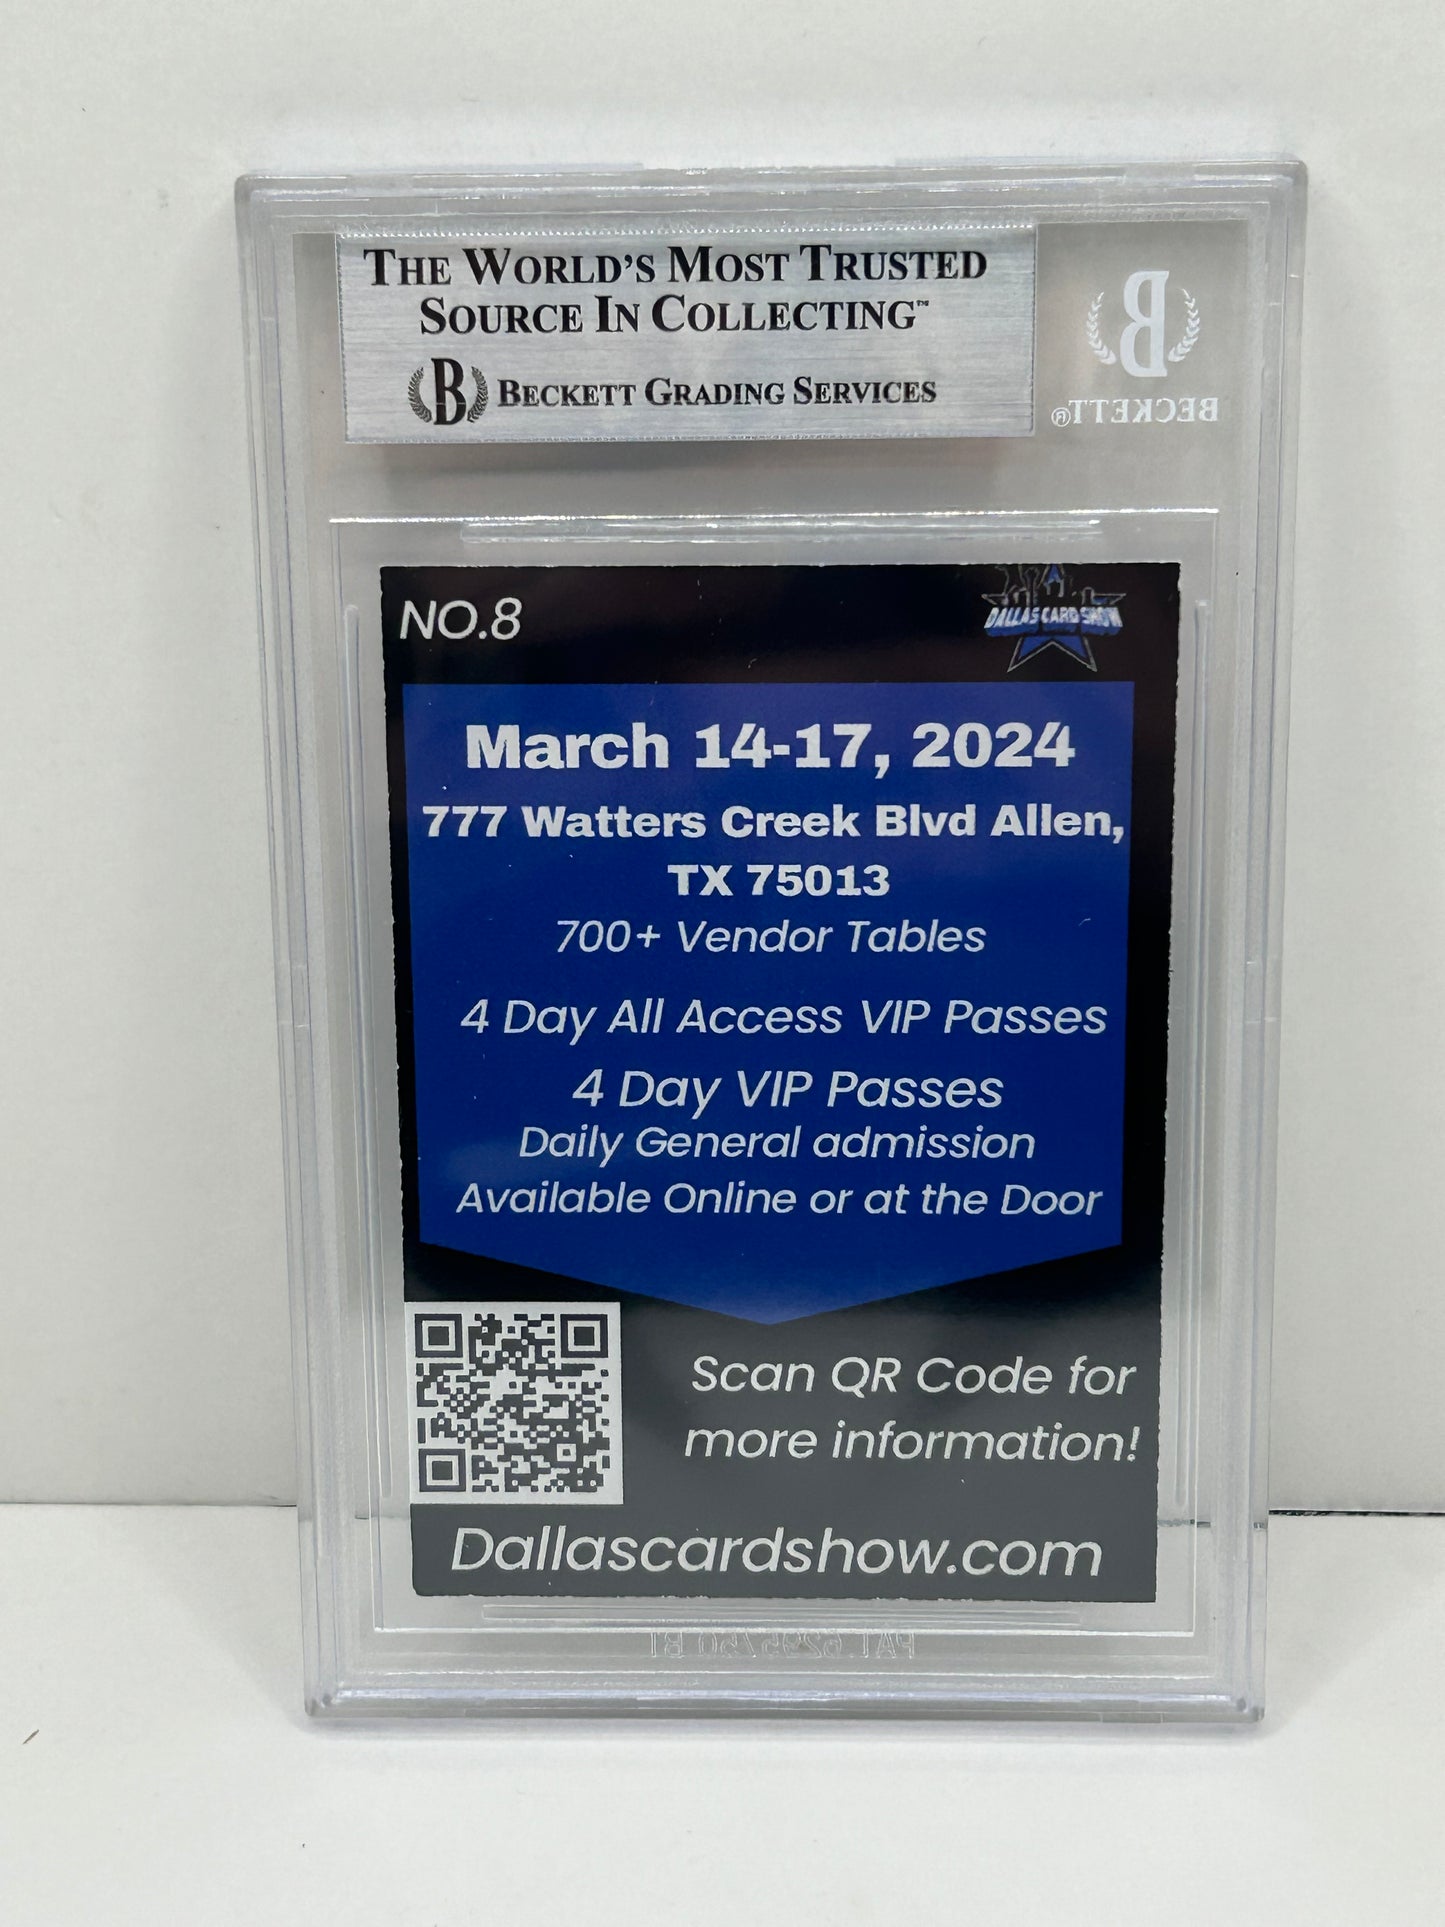 THE WORLD'S MOST TRUSTED
SOURCE IN COLLECTING™
B BECKETT GRADING SERVICES
B
BECKETT®
NO.8
DALLAS CARD SHOW
March 14-17, 2024
777 Watters Creek Blvd Allen,
TX 75013
700+ Vendor Tables
4 Day All Access VIP Passes
4 Day VIP Passes
Daily General admission
Available Online or at the Door
Scan QR Code for
more information!
Dallascardshow.com